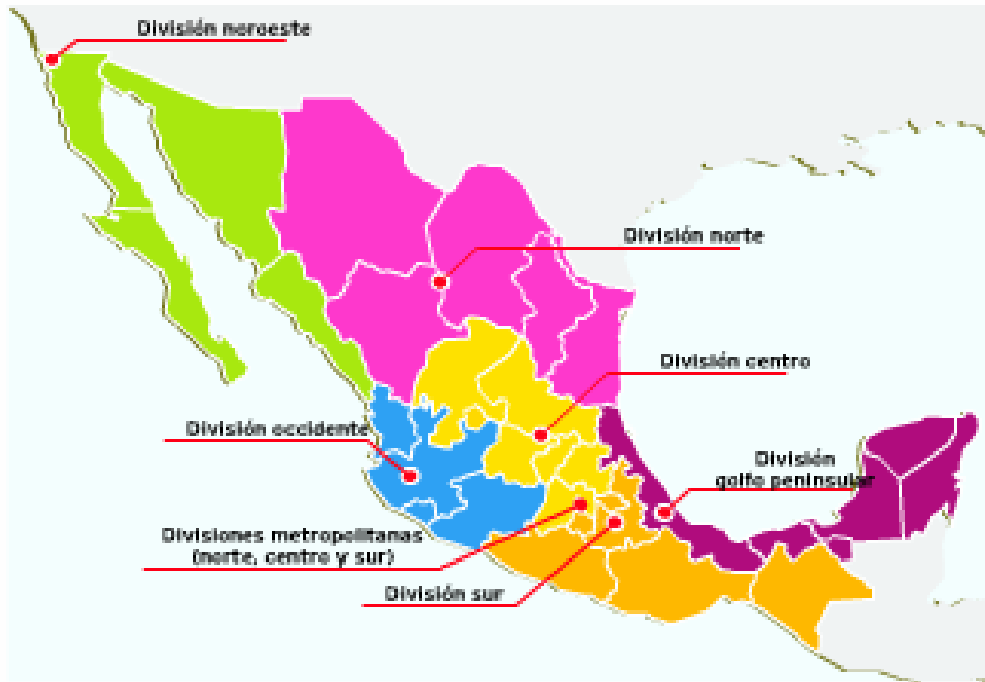 División noroeste
División norte
División centro
División occidente
División
golfo peninsular
Divisiones metropolitanas
(norte, centro y sur)
División sur